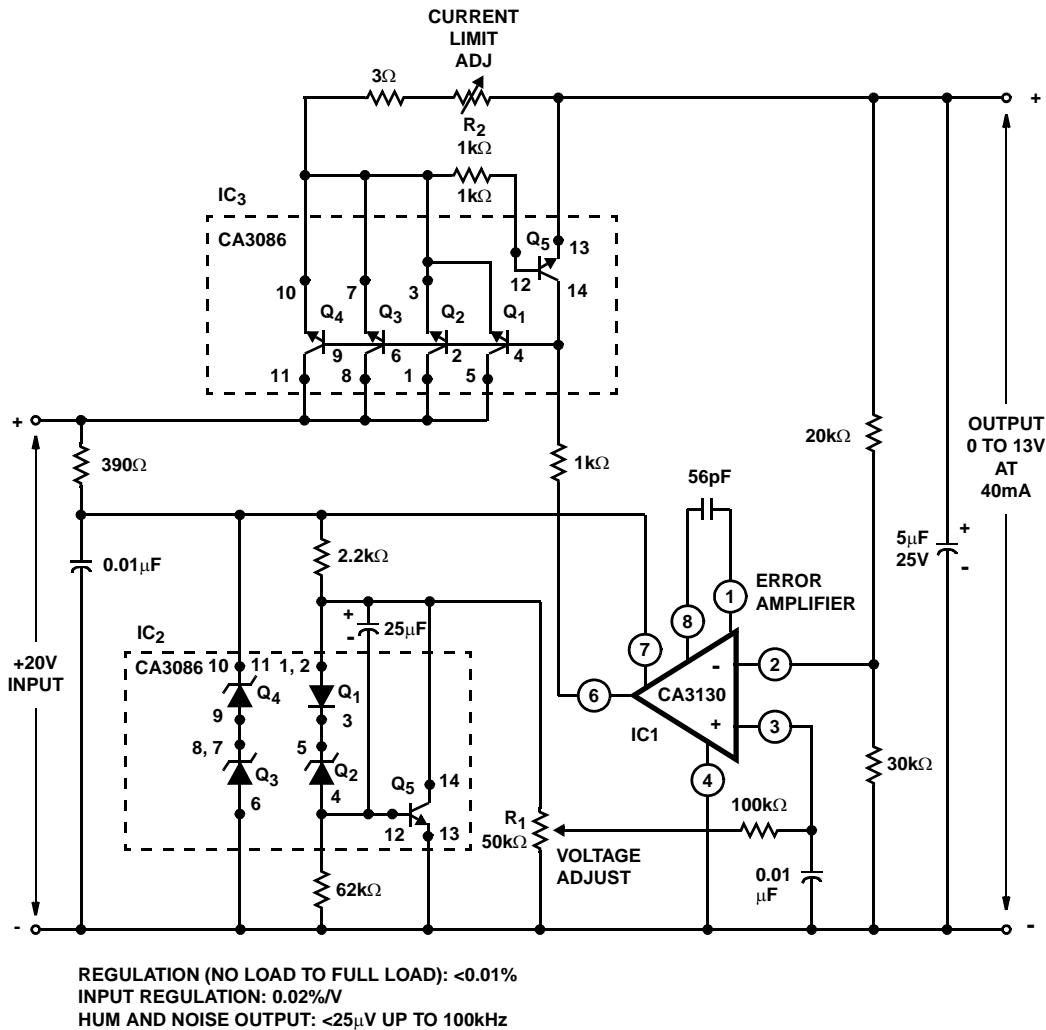 CURRENT
LIMIT
ADJ
3Ω
R2
1kΩ
1kΩ
IC3
CA3086
Q5
13
12
14
10
7
3
Q4
Q3
Q2
Q1
9
6
2
4
11
8
1
5
+
+
390Ω
1kΩ
20kΩ
OUTPUT
0 TO 13V
AT
40mA
56pF
0.01μF
2.2kΩ
5μF
25V
+
-
ERROR
AMPLIFIER
1
8
7
+
-
25μF
IC2
CA3086
10
11
1, 2
Q4
Q1
9
3
8, 7
5
Q3
Q2
6
4
Q5
14
12
13
+20V
INPUT
6
CA3130
-
2
+
3
IC1
4
30kΩ
100kΩ
R1
50kΩ
VOLTAGE
ADJUST
0.01
μF
62kΩ
-
-
REGULATION (NO LOAD TO FULL LOAD): <0.01%
INPUT REGULATION: 0.02%/V
HUM AND NOISE OUTPUT: <25μV UP TO 100kHz